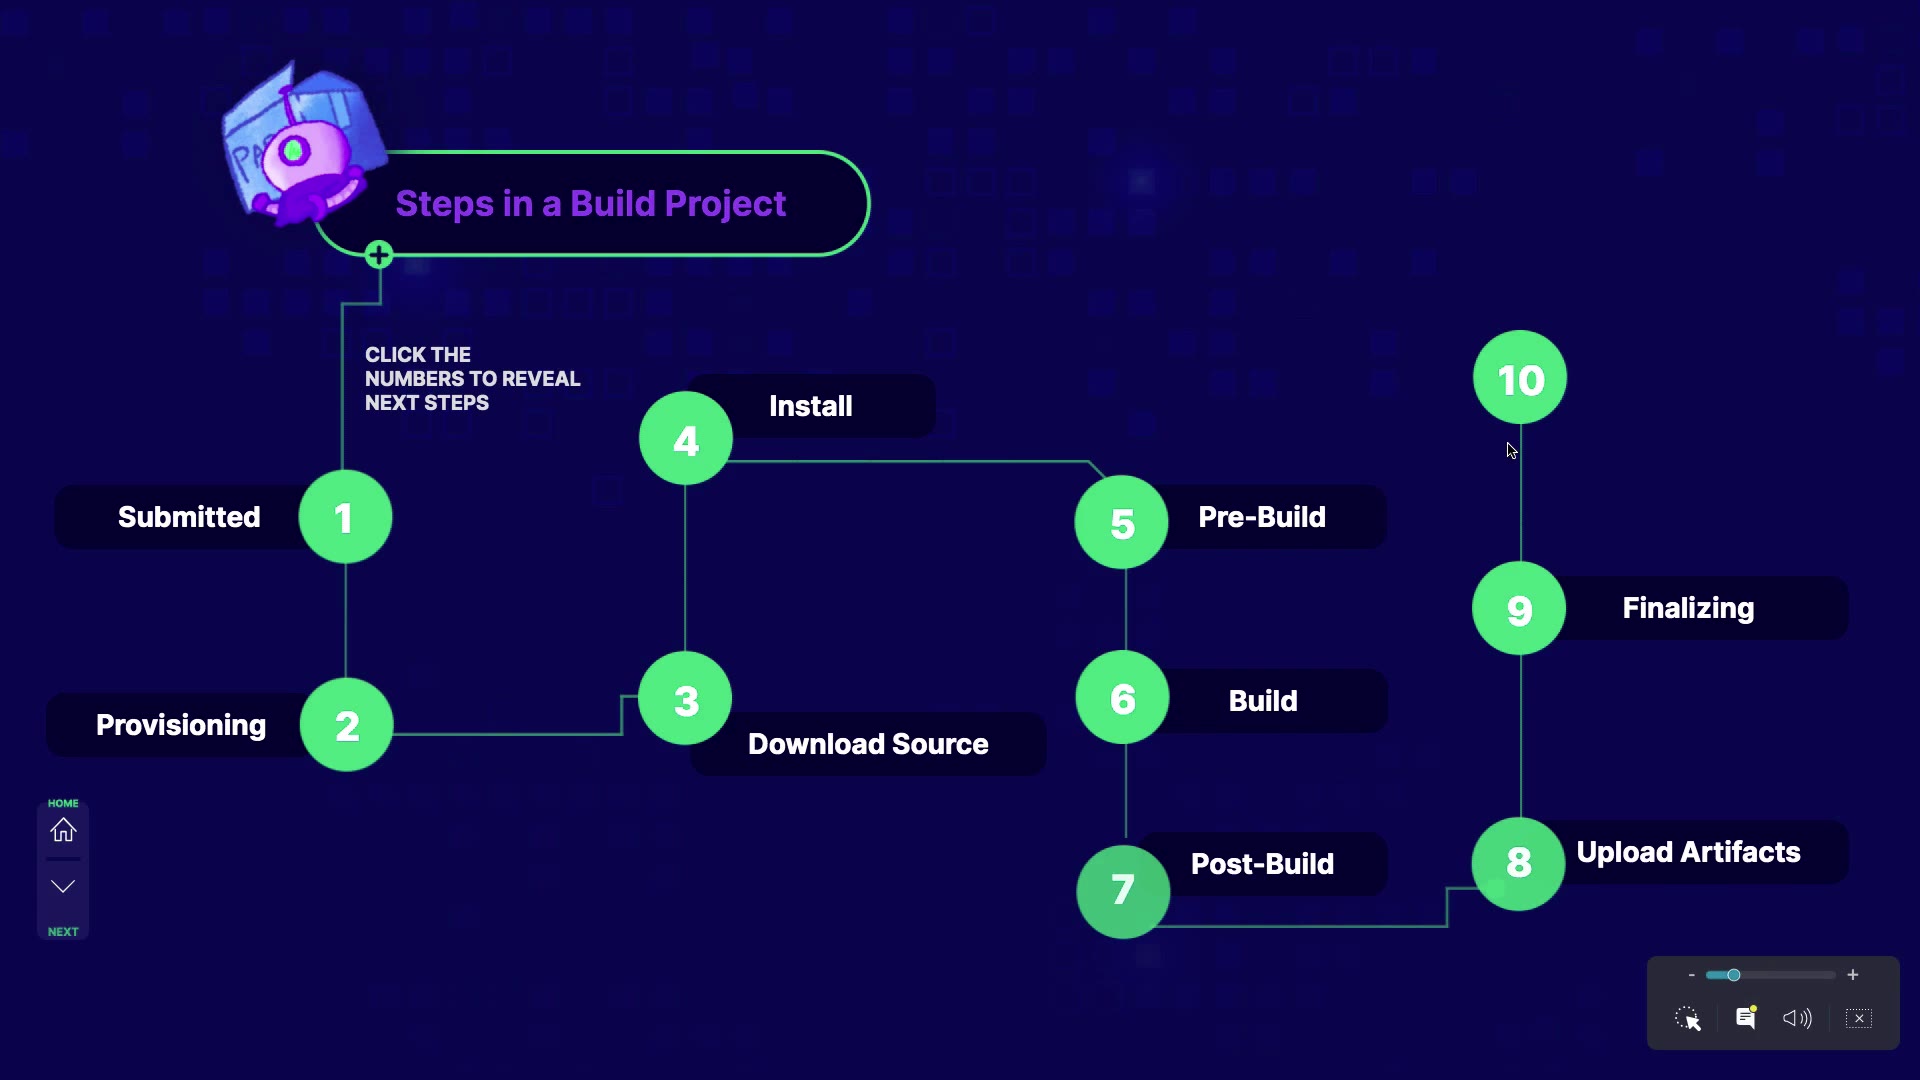 PA
Steps in a Build Project
CLICK THE
NUMBERS TO REVEAL
NEXT STEPS
1
Submitted
2
Provisioning
3
Download Source
4
Install
5
Pre-Build
6
Build
7
Post-Build
8
Upload Artifacts
9
Finalizing
10
HOME
NEXT